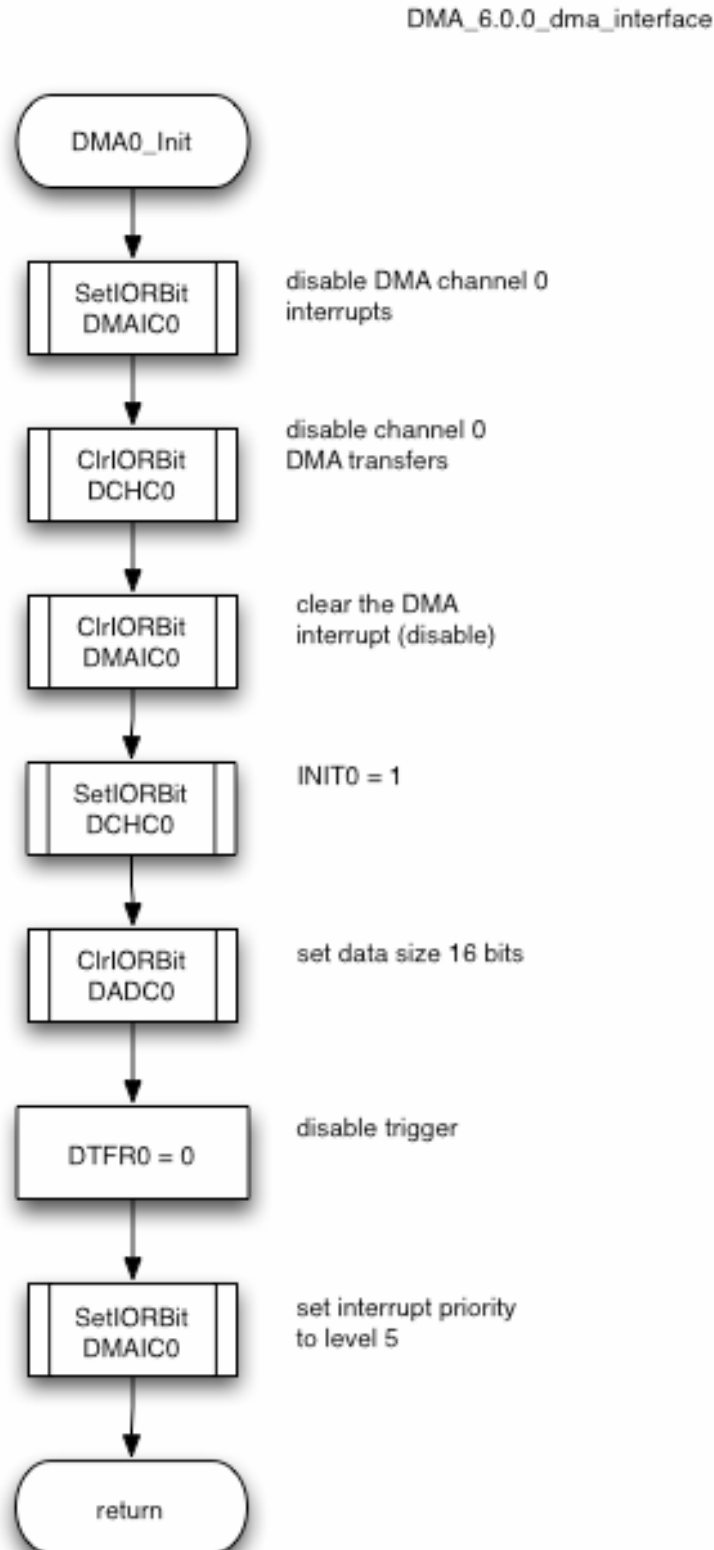 DMA_6.0.0_dma_interface
DMA0_Init
SetIORBit
DMAIC0
disable DMA channel 0
interrupts
ClrIORBit
DCHC0
disable channel 0
DMA transfers
ClrIORBit
DMAIC0
clear the DMA
interrupt (disable)
SetIORBit
DCHC0
INIT0 = 1
ClrIORBit
DADC0
set data size 16 bits
DTFR0 = 0
disable trigger
SetIORBit
DMAIC0
set interrupt priority
to level 5
return